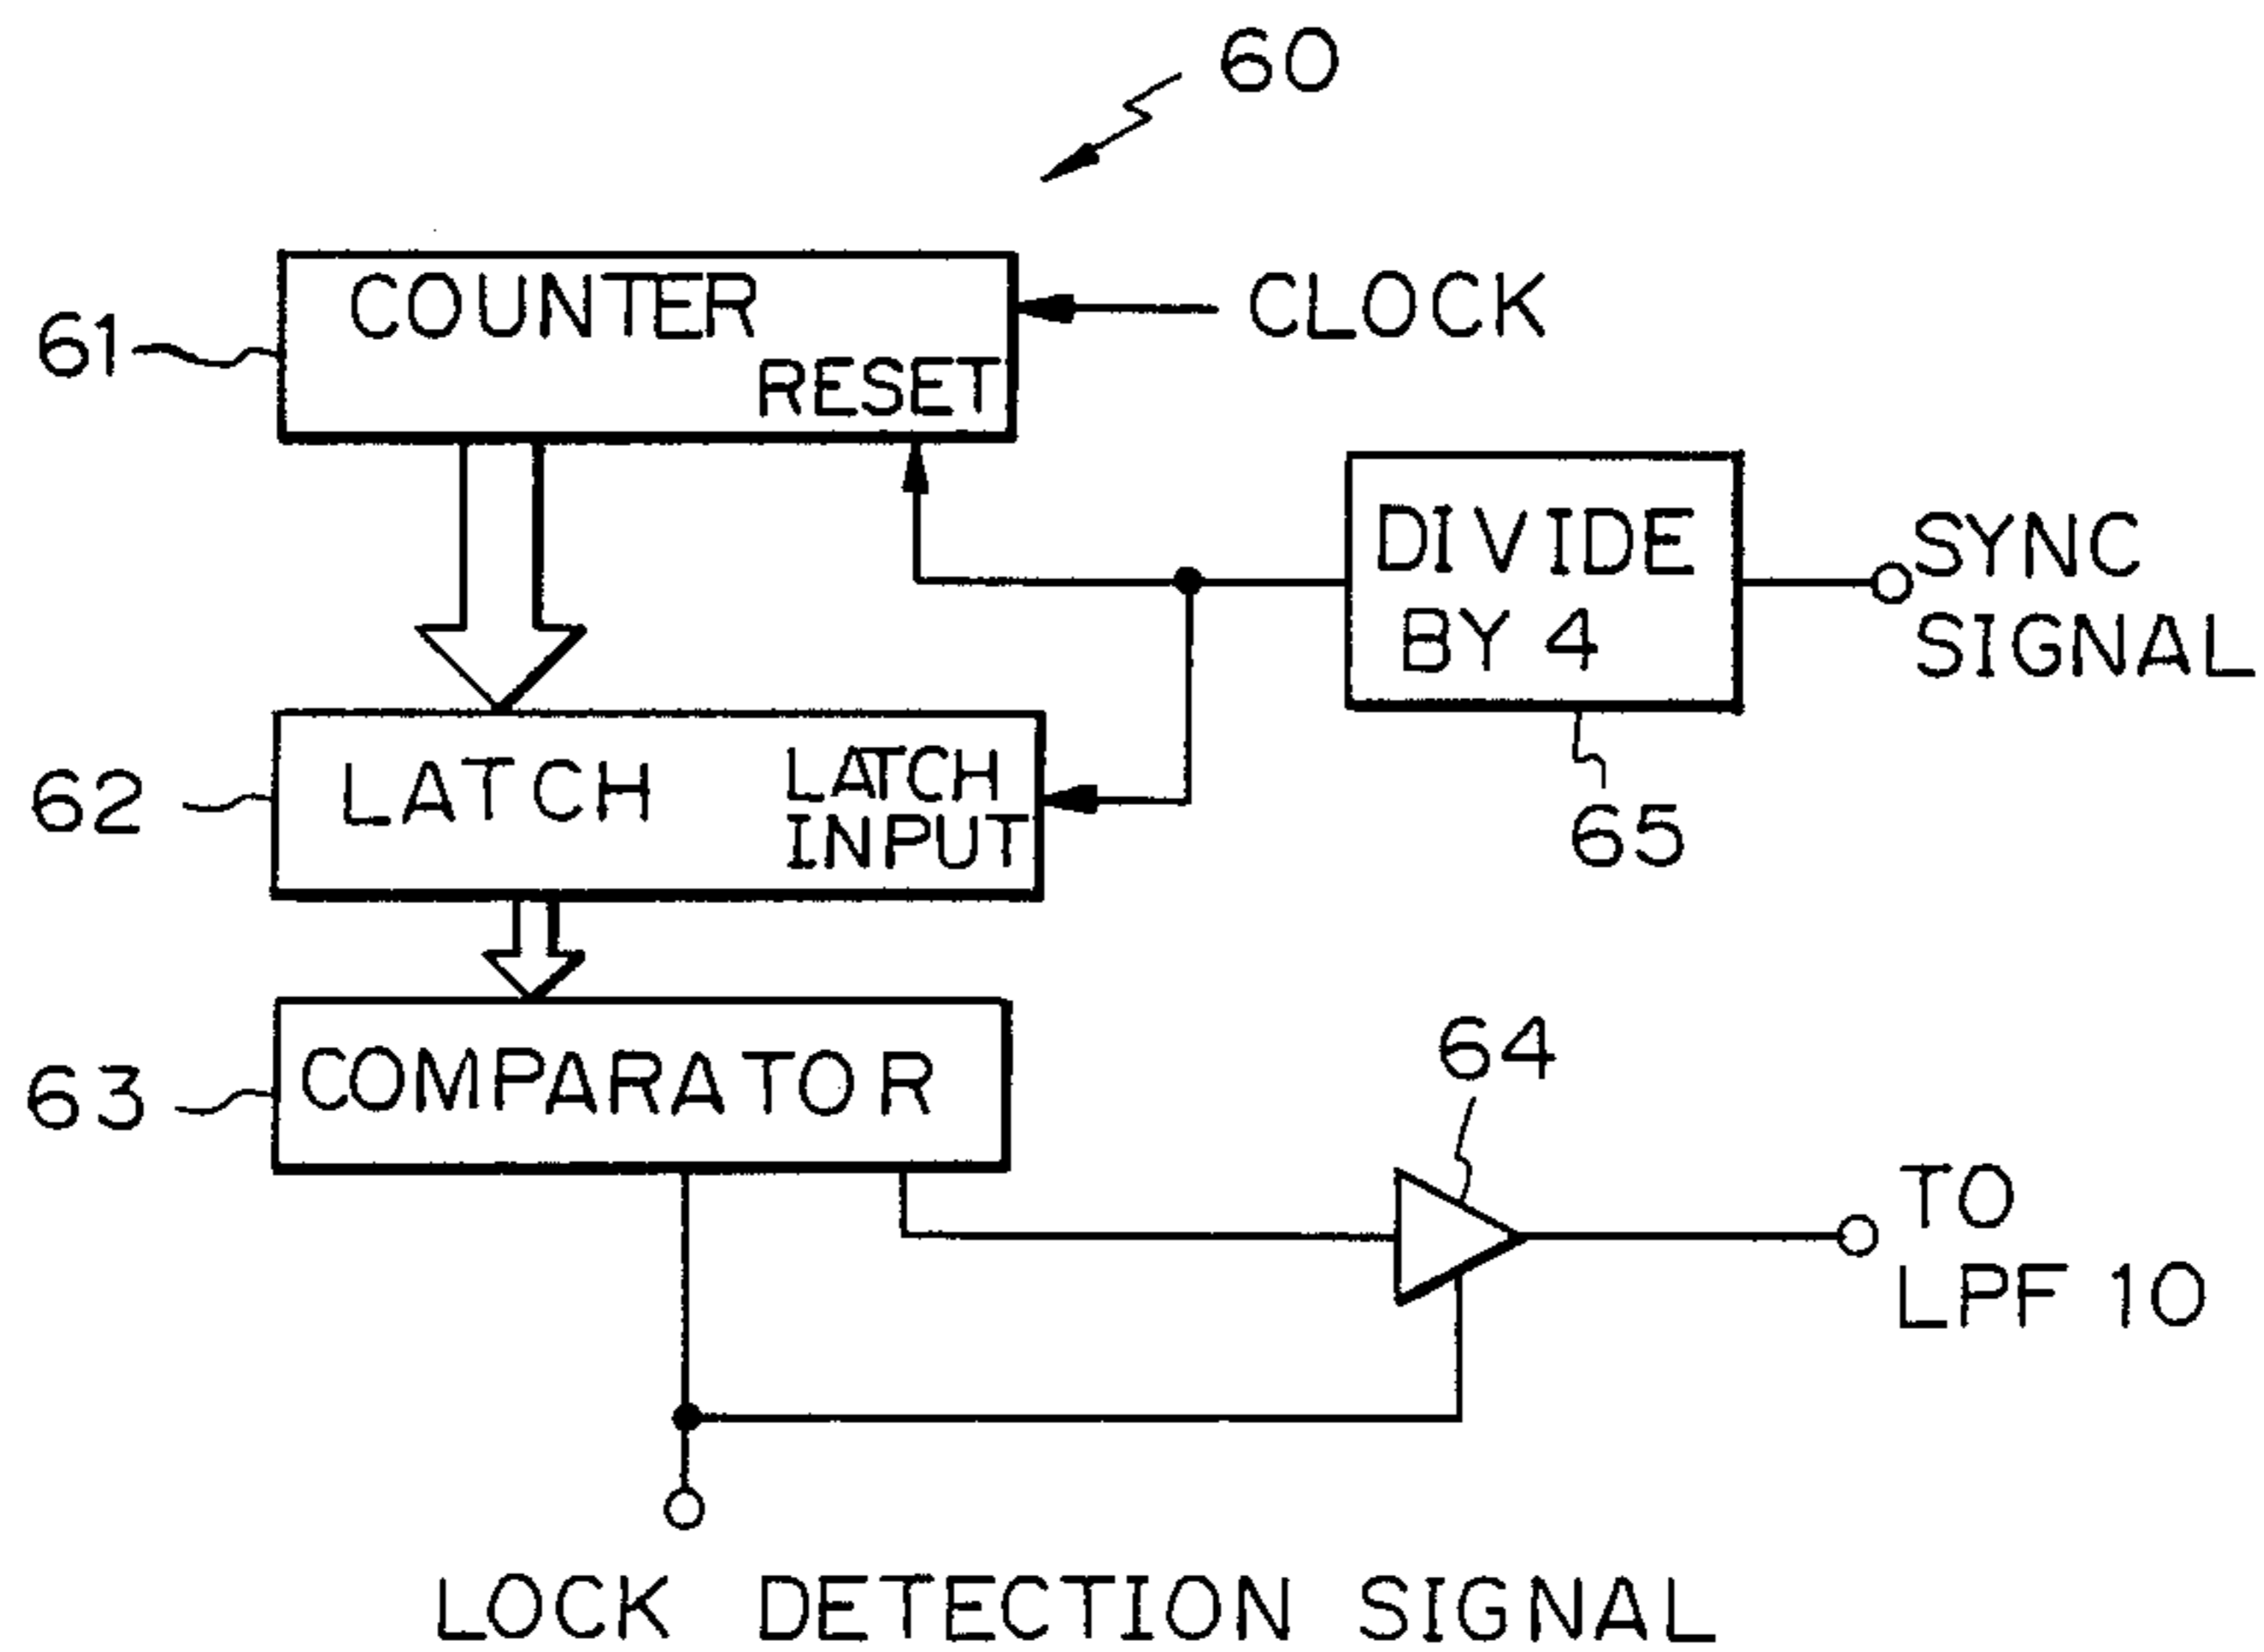 60
COUNTER
CLOCK
61
RESET
DIVIDE
BY 4
SYNC
SIGNAL
62
LATCH
LATCH
INPUT
65
63
COMPARATOR
64
TO
LPF 10
LOCK DETECTION SIGNAL